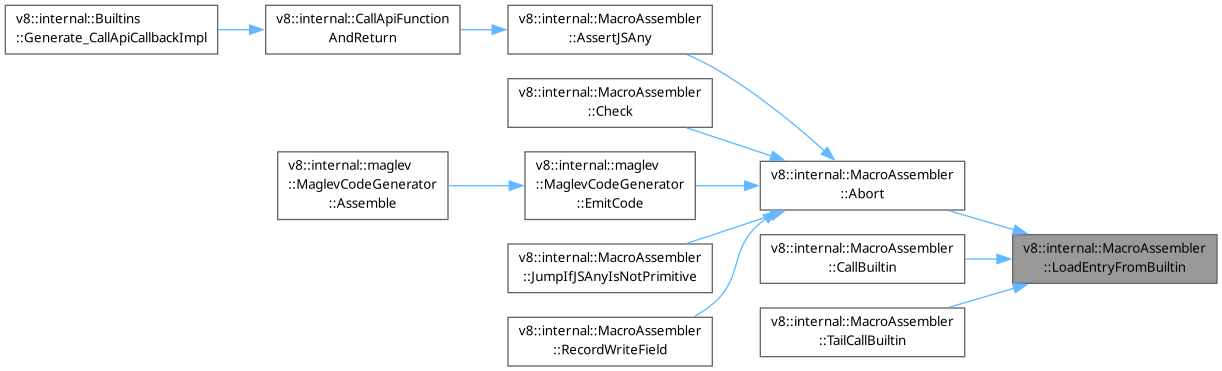 v8::internal::Builtins
::Generate_CallApiCallbackImpl
v8::internal::CallApiFunction
AndReturn
v8::internal::MacroAssembler
::AssertJSAny
v8::internal::MacroAssembler
::Check
v8::internal::maglev
::MaglevCodeGenerator
::Assemble
v8::internal::maglev
::MaglevCodeGenerator
::EmitCode
v8::internal::MacroAssembler
::JumpIfJSAnyIsNotPrimitive
v8::internal::MacroAssembler
::RecordWriteField
v8::internal::MacroAssembler
::Abort
v8::internal::MacroAssembler
::CallBuiltin
v8::internal::MacroAssembler
::TailCallBuiltin
v8::internal::MacroAssembler
::LoadEntryFromBuiltin